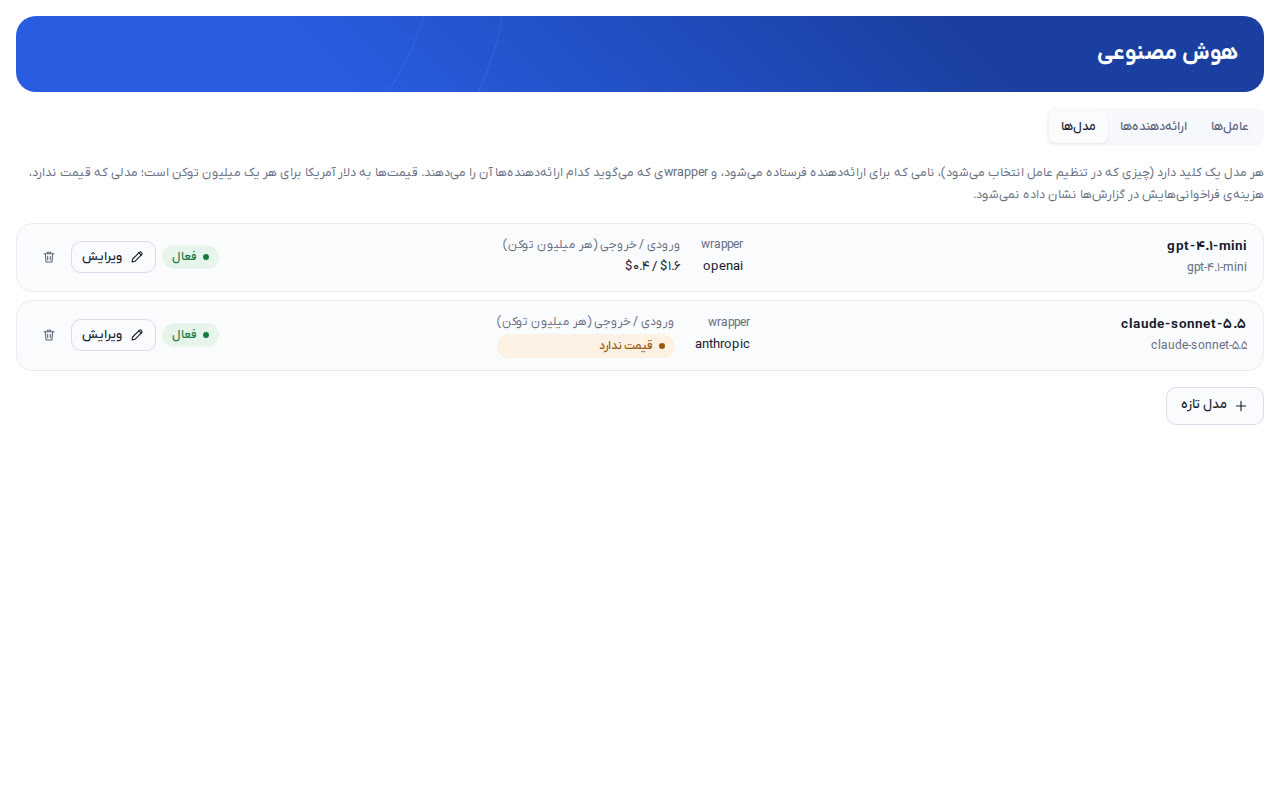 هوش مصنوعی
عامل‌ها
ارائه‌دهنده‌ها
مدل‌ها
هر مدل یک کلید دارد (چیزی که در تنظیم عامل انتخاب می‌شود)، نامی که برای ارائه‌دهنده فرستاده می‌شود، و wrapperی که می‌گوید کدام ارائه‌دهنده‌ها آن را می‌دهند. قیمت‌ها به دلار آمریکا برای هر یک میلیون توکن است؛ مدلی که قیمت ندارد،
هزینه‌ی فراخوانی‌هایش در گزارش‌ها نشان داده نمی‌شود.
gpt-۴.۱-mini
gpt-۴.۱-mini
wrapper
openai
ورودی / خروجی (هر میلیون توکن)
$۰.۴ / $۱.۶
فعال
ویرایش
claude-sonnet-۵.۵
claude-sonnet-۵.۵
wrapper
anthropic
ورودی / خروجی (هر میلیون توکن)
قیمت ندارد
فعال
ویرایش
مدل تازه